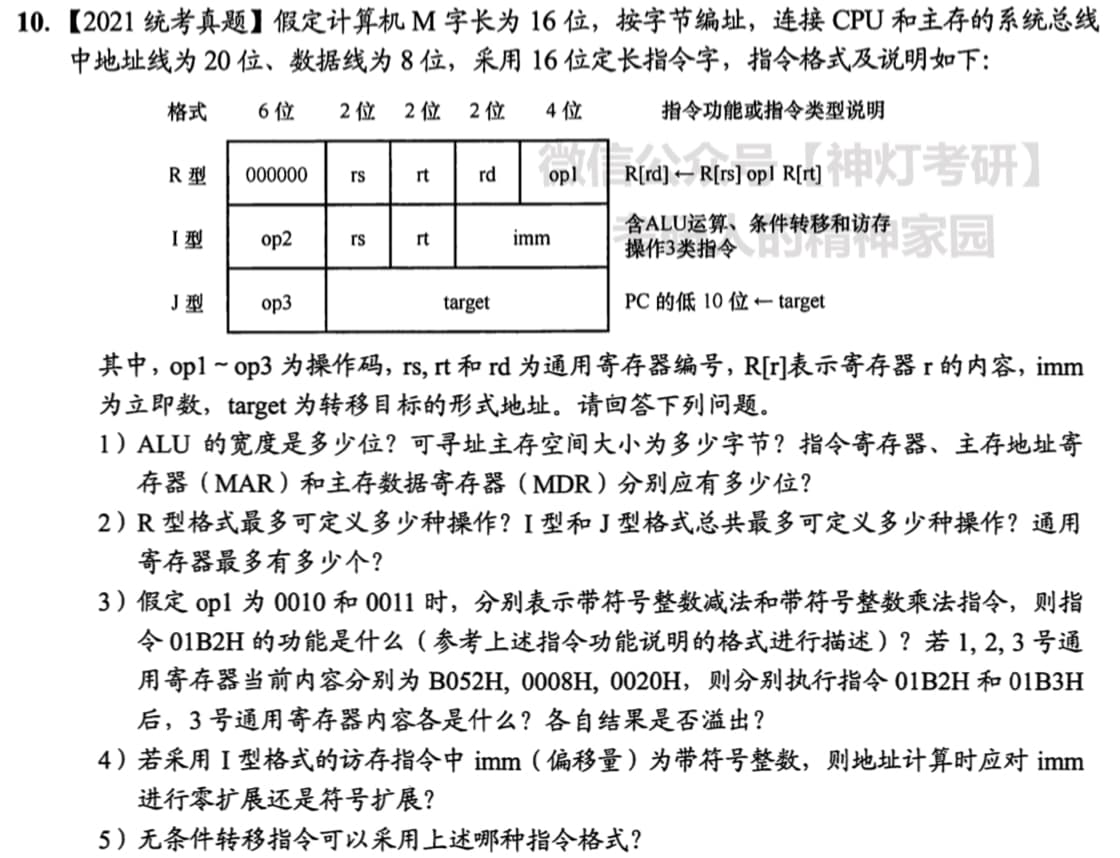 10.【2021 统考真题】假定计算机 M 字长为 16 位，按字节编址，连接 CPU 和主存的系统总线
中地址线为 20 位、数据线为 8 位，采用 16 位定长指令字，指令格式及说明如下：
格式 6 位 2 位 2 位 2 位 4 位 指令功能或指令类型说明
微信公众号【神灯考研】
R 型 000000 rs rt rd op1 R[rd] ← R[rs] op1 R[rt]
I 型 op2 rs rt imm 含ALU运算、条件转移和访存
操作3类指令
考研人的精神家园
J 型 op3 target PC 的低 10 位 ← target
其中，op1 ~ op3 为操作码，rs, rt 和 rd 为通用寄存器编号，R[r]表示寄存器 r 的内容，imm
为立即数，target 为转移目标的形式地址。请回答下列问题。
1）ALU 的宽度是多少位？可寻址主存空间大小为多少字节？指令寄存器、主存地址寄
存器（MAR）和主存数据寄存器（MDR）分别应有多少位？
2）R 型格式最多可定义多少种操作？I 型和 J 型格式总共最多可定义多少种操作？通用
寄存器最多有多少个？
3）假定 op1 为 0010 和 0011 时，分别表示带符号整数减法和带符号整数乘法指令，则指
令 01B2H 的功能是什么（参考上述指令功能说明的格式进行描述）？若 1, 2, 3 号通
用寄存器当前内容分别为 B052H, 0008H, 0020H，则分别执行指令 01B2H 和 01B3H
后，3 号通用寄存器内容各是什么？各自结果是否溢出？
4）若采用 I 型格式的访存指令中 imm（偏移量）为带符号整数，则地址计算时应对 imm
进行零扩展还是符号扩展？
5）无条件转移指令可以采用上述哪种指令格式？